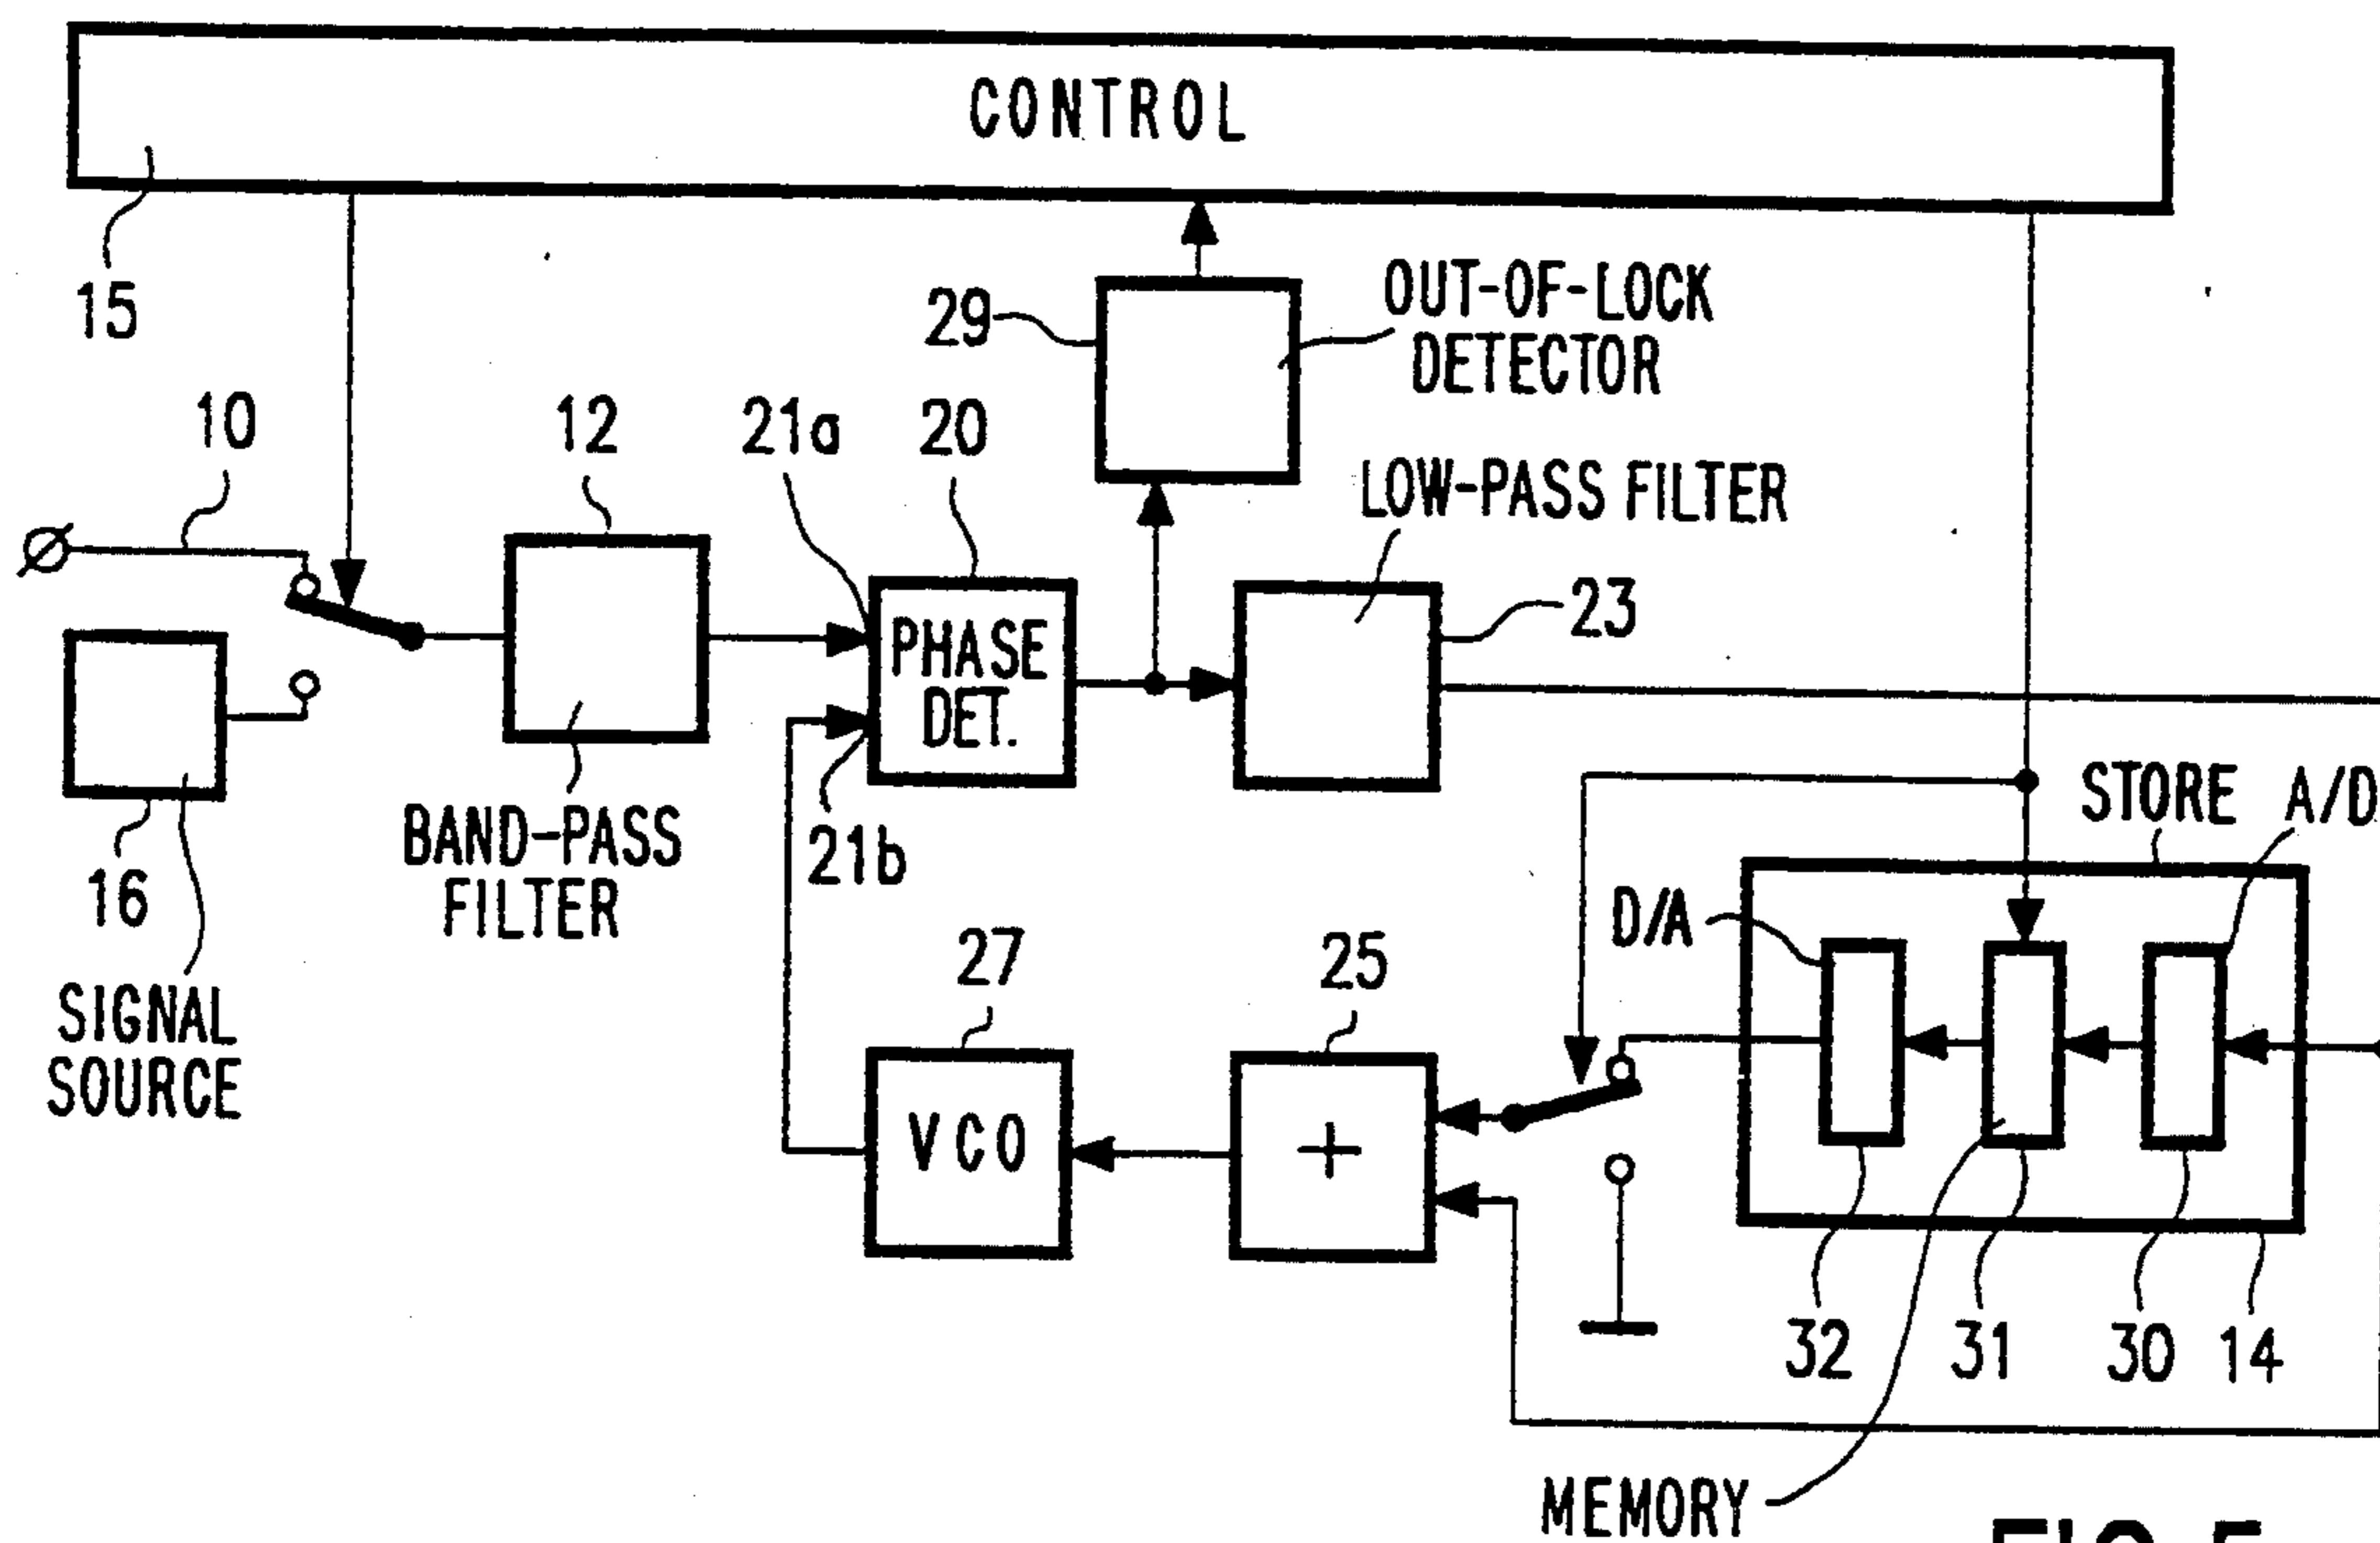 CONTROL
15
OUT-OF-LOCK
DETECTOR
29
10
12
21a
20
LOW-PASS FILTER
23
PHASE
DET.
STORE
A/D
BAND-PASS
FILTER
21b
16
D/A
27
25
SIGNAL
SOURCE
VCO
+
32
31
30
14
MEMORY